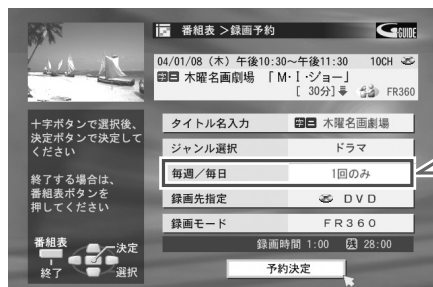 番組表 >録画予約
GGUIDE
04/01/08（木）午後10:30~午後11:30 10CH
字二 木曜名画劇場 「M・I・ジョー」
[ 30分] FR360
十字ボタンで選択後、
決定ボタンで決定して
ください
終了する場合は、
番組表ボタンを
押してください
番組表
決定
終了
選択
タイトル名入力 字二 木曜名画劇場
ジャンル選択 ドラマ
毎週／毎日 1回のみ
録画先指定 DVD
録画モード FR360
録画時間 1:00 残 28:00
予約決定